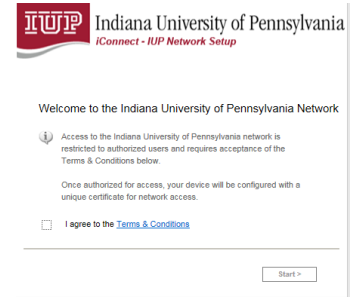 IUP Indiana University of Pennsylvania
iConnect - IUP Network Setup
Welcome to the Indiana University of Pennsylvania Network
Access to the Indiana University of Pennsylvania network is
restricted to authorized users and requires acceptance of the
Terms & Conditions below.
Once authorized for access, your device will be configured with a
unique certificate for network access.
I agree to the Terms & Conditions
Start >